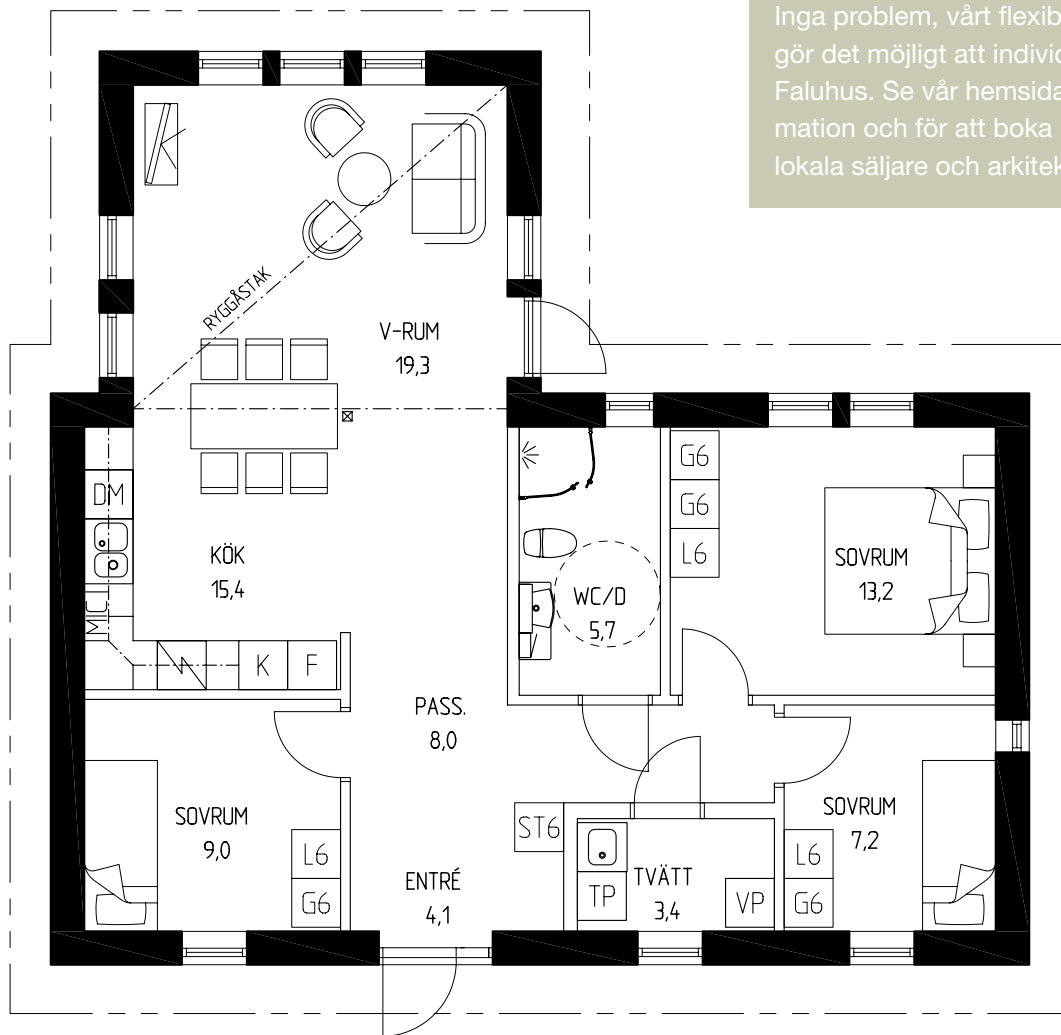 Inga problem, vårt flexib
gör det möjligt att individ
Faluhus. Se vår hemsida
mation och för att boka
lokala säljare och arkitek
RYGGÅSTAK
V-RUM
19,3
DM
KÖK
15,4
MICI
K
F
WC/D
5,7
G6
G6
L6
SOVRUM
13,2
PASS.
8,0
SOVRUM
9,0
L6
G6
ENTRÉ
4,1
ST6
TP
TVÄTT
3,4
VP
SOVRUM
7,2
L6
G6